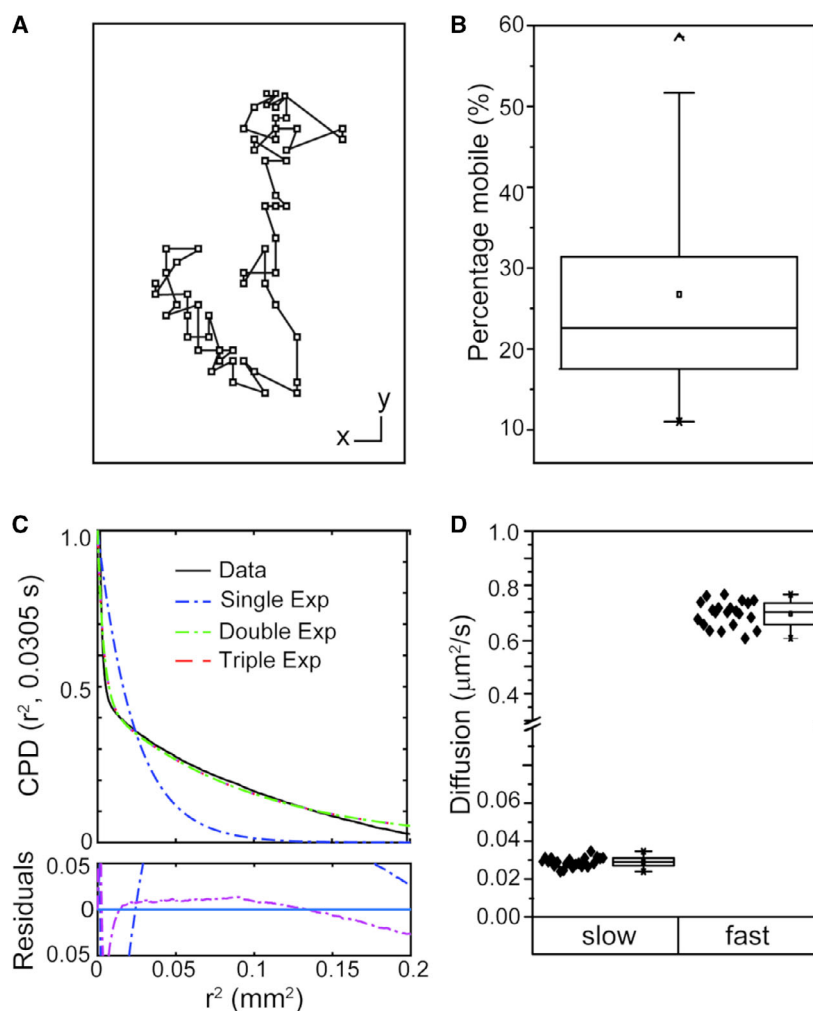 A
x
y
B
Percentage mobile (%)
60
50
40
30
20
10
C
CPD (r², 0.0305 s)
1.0
0.5
0
Data
Single Exp
Double Exp
Triple Exp
Residuals
0.05
0
0.05
0
0.05
0.1
0.15
0.2
r² (mm²)
D
Diffusion (µm²/s)
1.0
0.8
0.6
0.4
0.06
0.04
0.02
0.00
slow
fast